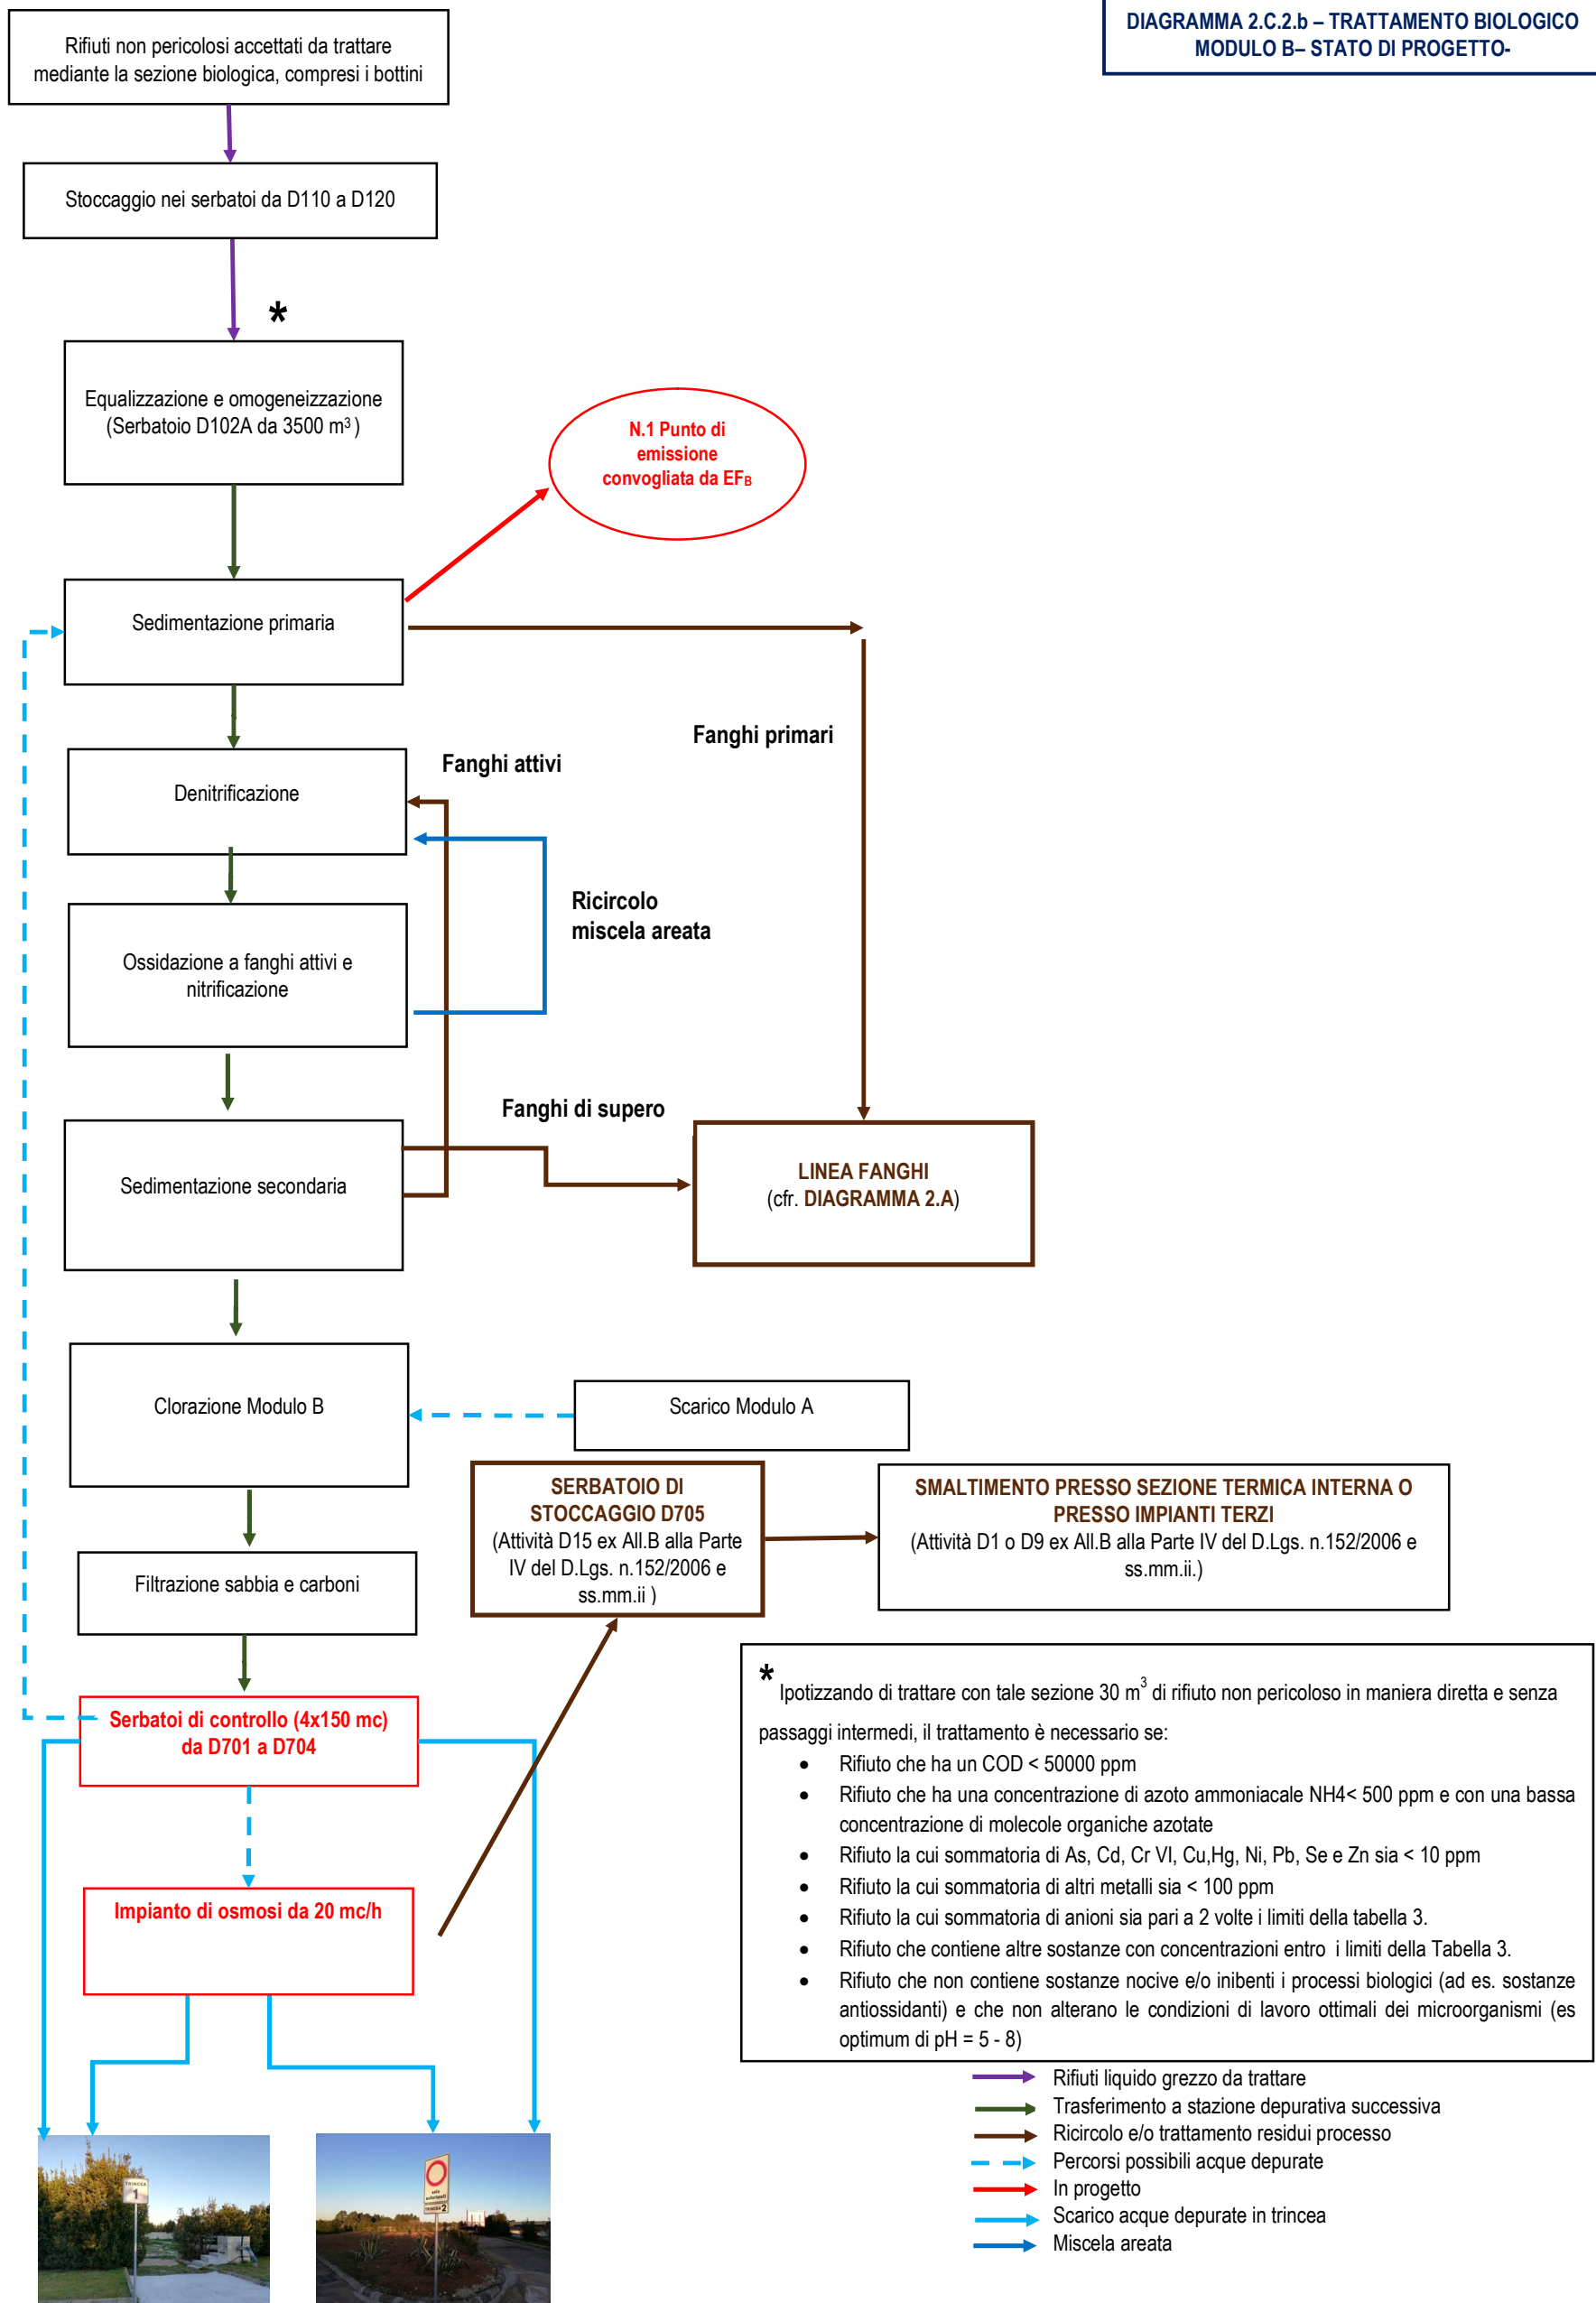 DIAGRAMMA 2.C.2.b – TRATTAMENTO BIOLOGICO
MODULO B– STATO DI PROGETTO-
Rifiuti non pericolosi accettati da trattare
mediante la sezione biologica, compresi i bottini
Stoccaggio nei serbatoi da D110 a D120
*
Equalizzazione e omogeneizzazione
(Serbatoio D102A da 3500 m³ )
N.1 Punto di
emissione
convogliata da EFB
Sedimentazione primaria
Fanghi primari
Fanghi attivi
Denitrificazione
Ricircolo
miscela areata
Ossidazione a fanghi attivi e
nitrificazione
Fanghi di supero
Sedimentazione secondaria
LINEA FANGHI
(cfr. DIAGRAMMA 2.A)
Clorazione Modulo B
Scarico Modulo A
SERBATOIO DI
STOCCAGGIO D705
(Attività D15 ex All.B alla Parte
IV del D.Lgs. n.152/2006 e
ss.mm.ii )
SMALTIMENTO PRESSO SEZIONE TERMICA INTERNA O
PRESSO IMPIANTI TERZI
(Attività D1 o D9 ex All.B alla Parte IV del D.Lgs. n.152/2006 e
ss.mm.ii.)
Filtrazione sabbia e carboni
Serbatoi di controllo (4x150 mc)
da D701 a D704
Impianto di osmosi da 20 mc/h
* Ipotizzando di trattare con tale sezione 30 m³ di rifiuto non pericoloso in maniera diretta e senza
passaggi intermedi, il trattamento è necessario se:
• Rifiuto che ha un COD < 50000 ppm
• Rifiuto che ha una concentrazione di azoto ammoniacale NH4< 500 ppm e con una bassa
concentrazione di molecole organiche azotate
• Rifiuto la cui sommatoria di As, Cd, Cr VI, Cu,Hg, Ni, Pb, Se e Zn sia < 10 ppm
• Rifiuto la cui sommatoria di altri metalli sia < 100 ppm
• Rifiuto la cui sommatoria di anioni sia pari a 2 volte i limiti della tabella 3.
• Rifiuto che contiene altre sostanze con concentrazioni entro i limiti della Tabella 3.
• Rifiuto che non contiene sostanze nocive e/o inibenti i processi biologici (ad es. sostanze
antiossidanti) e che non alterano le condizioni di lavoro ottimali dei microorganismi (es
optimum di pH = 5 - 8)
Rifiuti liquido grezzo da trattare
Trasferimento a stazione depurativa successiva
Ricircolo e/o trattamento residui processo
Percorsi possibili acque depurate
In progetto
Scarico acque depurate in trincea
Miscela areata
TRINCEA
1
solo
autorizzati
TRINCEA 2